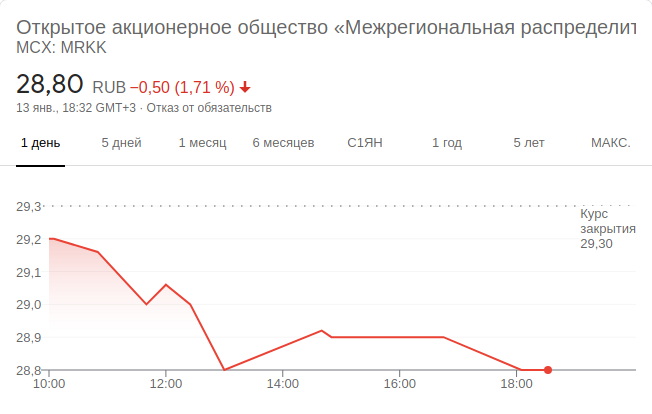 Открытое акционерное общество «Межрегиональная
MCX: MRKK
28,80 RUB −0,50 (1,71 %)
13 янв., 18:32 GMT+3 · Отказ от обязательств
1 день 5 дней 1 месяц 6 месяцев С1ЯН 1 год 5 лет МАКС.
29,3
Курс
закрытия
29,30
29,2
29,1
29,0
28,9
28,8
10:00 12:00 14:00 16:00 18:00